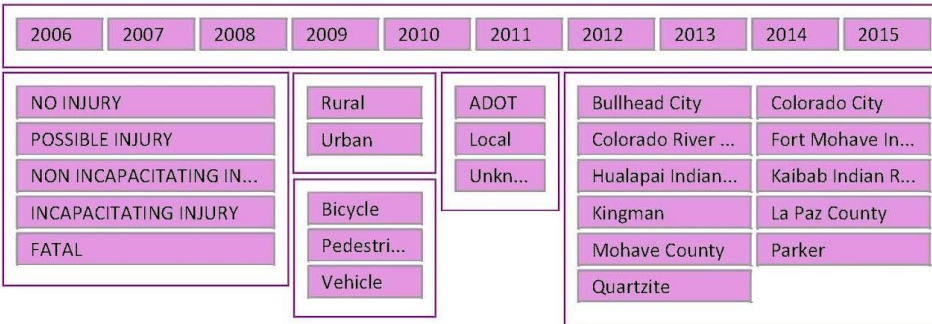 2006 2007 2008 2009 2010 2011 2012 2013 2014 2015
NO INJURY
POSSIBLE INJURY
NON INCAPACITATING IN...
INCAPACITATING INJURY
FATAL
Rural
Urban
Bicycle
Pedestri...
Vehicle
ADOT
Local
Unkn...
Bullhead City Colorado City
Colorado River ... Fort Mohave In...
Hualapai Indian... Kaibab Indian R...
Kingman La Paz County
Mohave County Parker
Quartzite